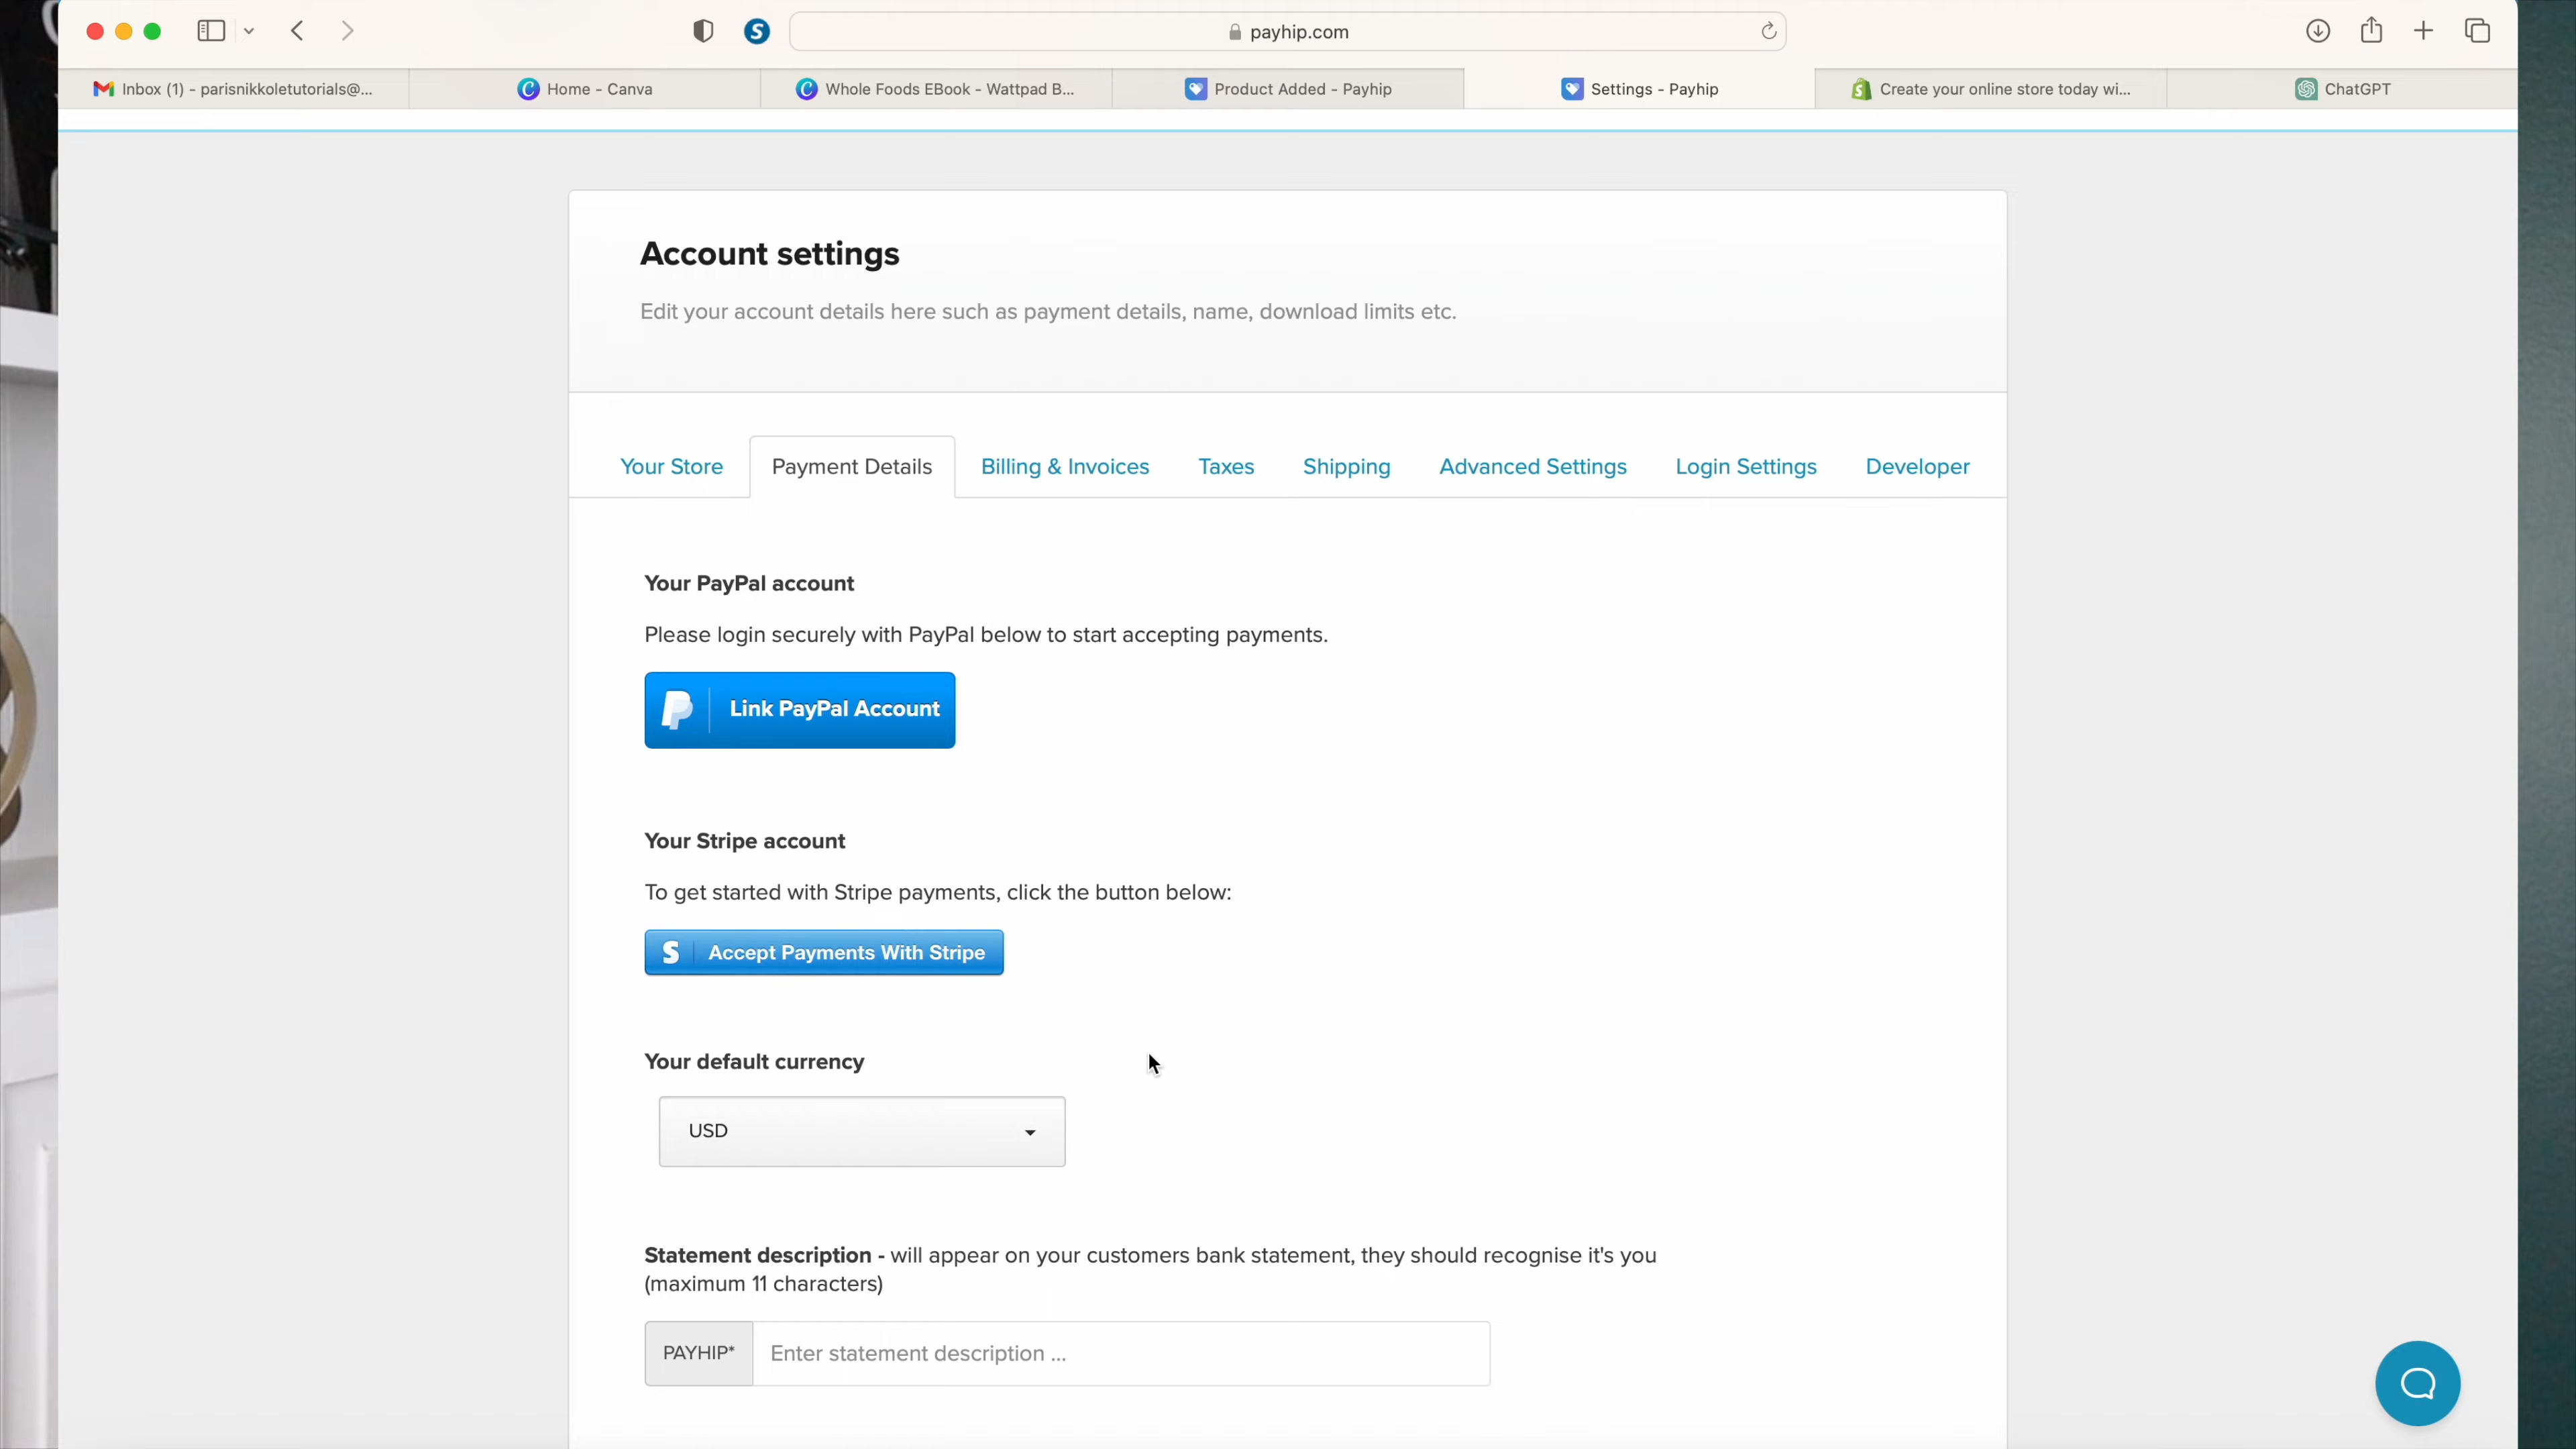 payhip.com
Inbox (1) - parisnikkoletutorials@...
Home - Canva
Whole Foods EBook - Wattpad B...
Product Added - Payhip
Settings - Payhip
Create your online store today wi...
ChatGPT
Account settings
Edit your account details here such as payment details, name, download limits etc.
Your Store
Payment Details
Billing & Invoices
Taxes
Shipping
Advanced Settings
Login Settings
Developer
Your PayPal account
Please login securely with PayPal below to start accepting payments.
Link PayPal Account
Your Stripe account
To get started with Stripe payments, click the button below:
Accept Payments With Stripe
Your default currency
USD
Statement description - will appear on your customers bank statement, they should recognise it's you
(maximum 11 characters)
PAYHIP*
Enter statement description ...